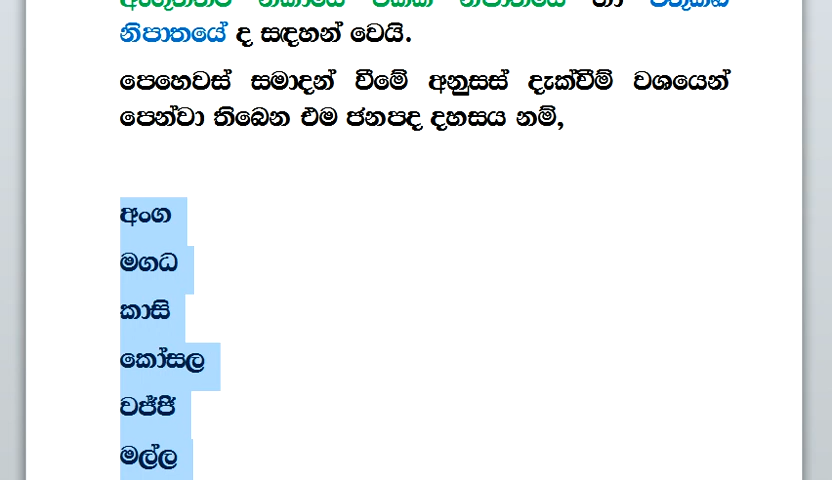 නිපාතයේ ද සඳහන් වෙයි.
පෙහෙවස් සමාදන් වීමේ අනුසස් දැක්වීම් වශයෙන්
පෙන්වා තිබෙන එම ජනපද දහසය නම්,
අංග
මගධ
කාසි
කෝසල
වජ්ජි
මල්ල